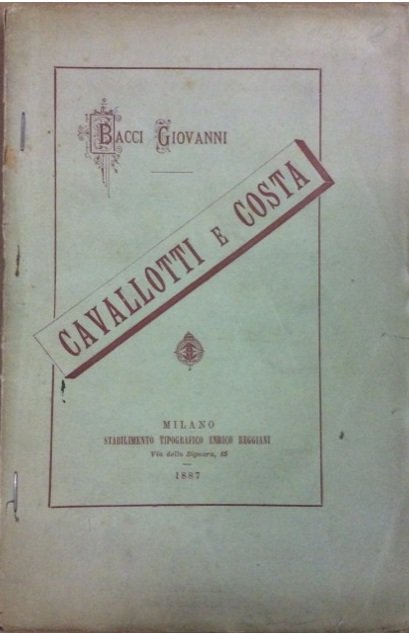 BACCI GIOVANNI
CAVALLOTTI E COSTA
MILANO
STABILIMENTO TIPOGRAFICO ENRICO REGGIANI
Via della Signora, 15
1887